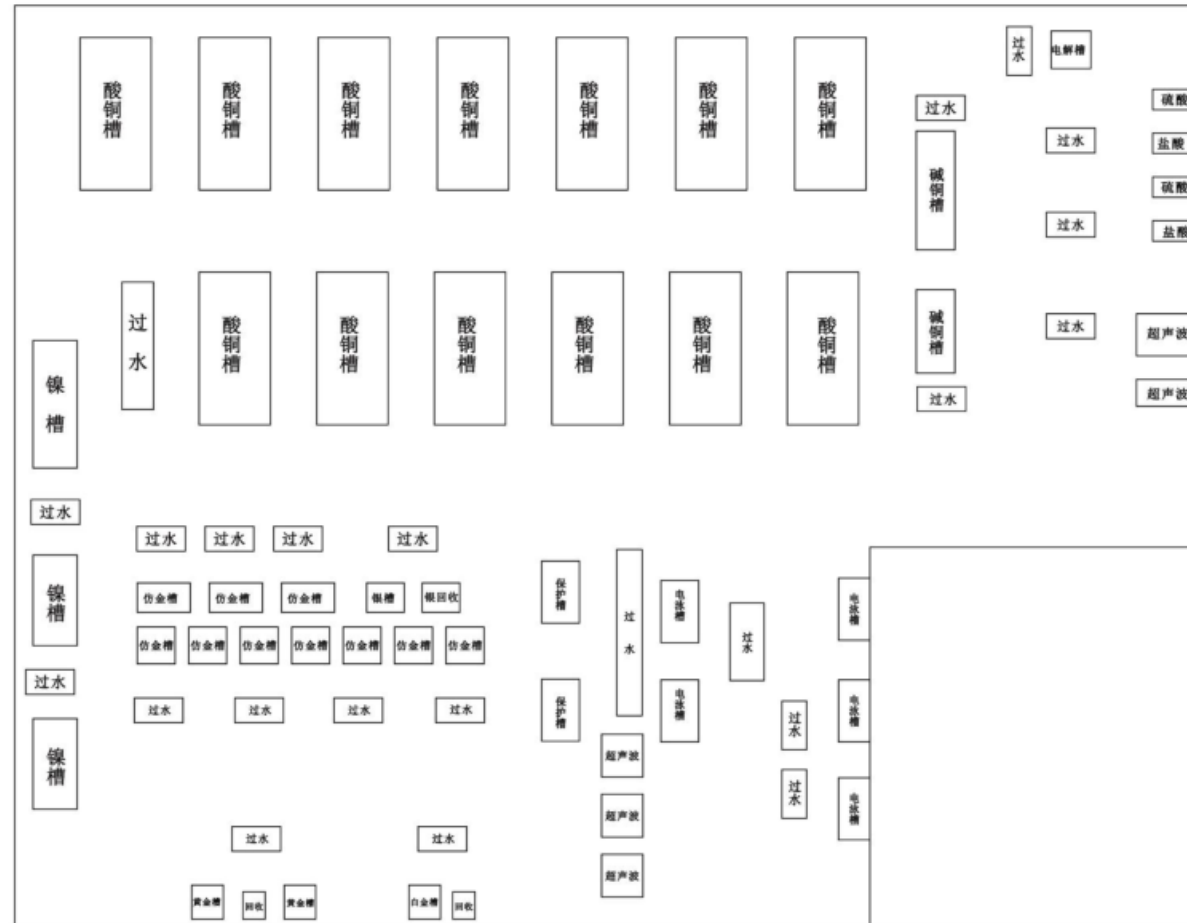 过水
电解槽
酸铜槽
酸铜槽
酸铜槽
酸铜槽
酸铜槽
酸铜槽
酸铜槽
过水
硫酸
过水
盐酸
碱铜槽
硫酸
过水
盐酸
过水
酸铜槽
酸铜槽
酸铜槽
酸铜槽
酸铜槽
酸铜槽
碱铜槽
过水
超声波
镍槽
过水
超声波
过水
过水
过水
过水
过水
镍槽
仿金槽
仿金槽
仿金槽
银槽
银回收
保护槽
过水
电泳槽
过水
电泳槽
仿金槽
仿金槽
仿金槽
仿金槽
仿金槽
仿金槽
仿金槽
过水
过水
过水
过水
过水
保护槽
电泳槽
过水
电泳槽
镍槽
超声波
过水
电泳槽
超声波
过水
过水
超声波
黄金槽
回收
黄金槽
白金槽
回收